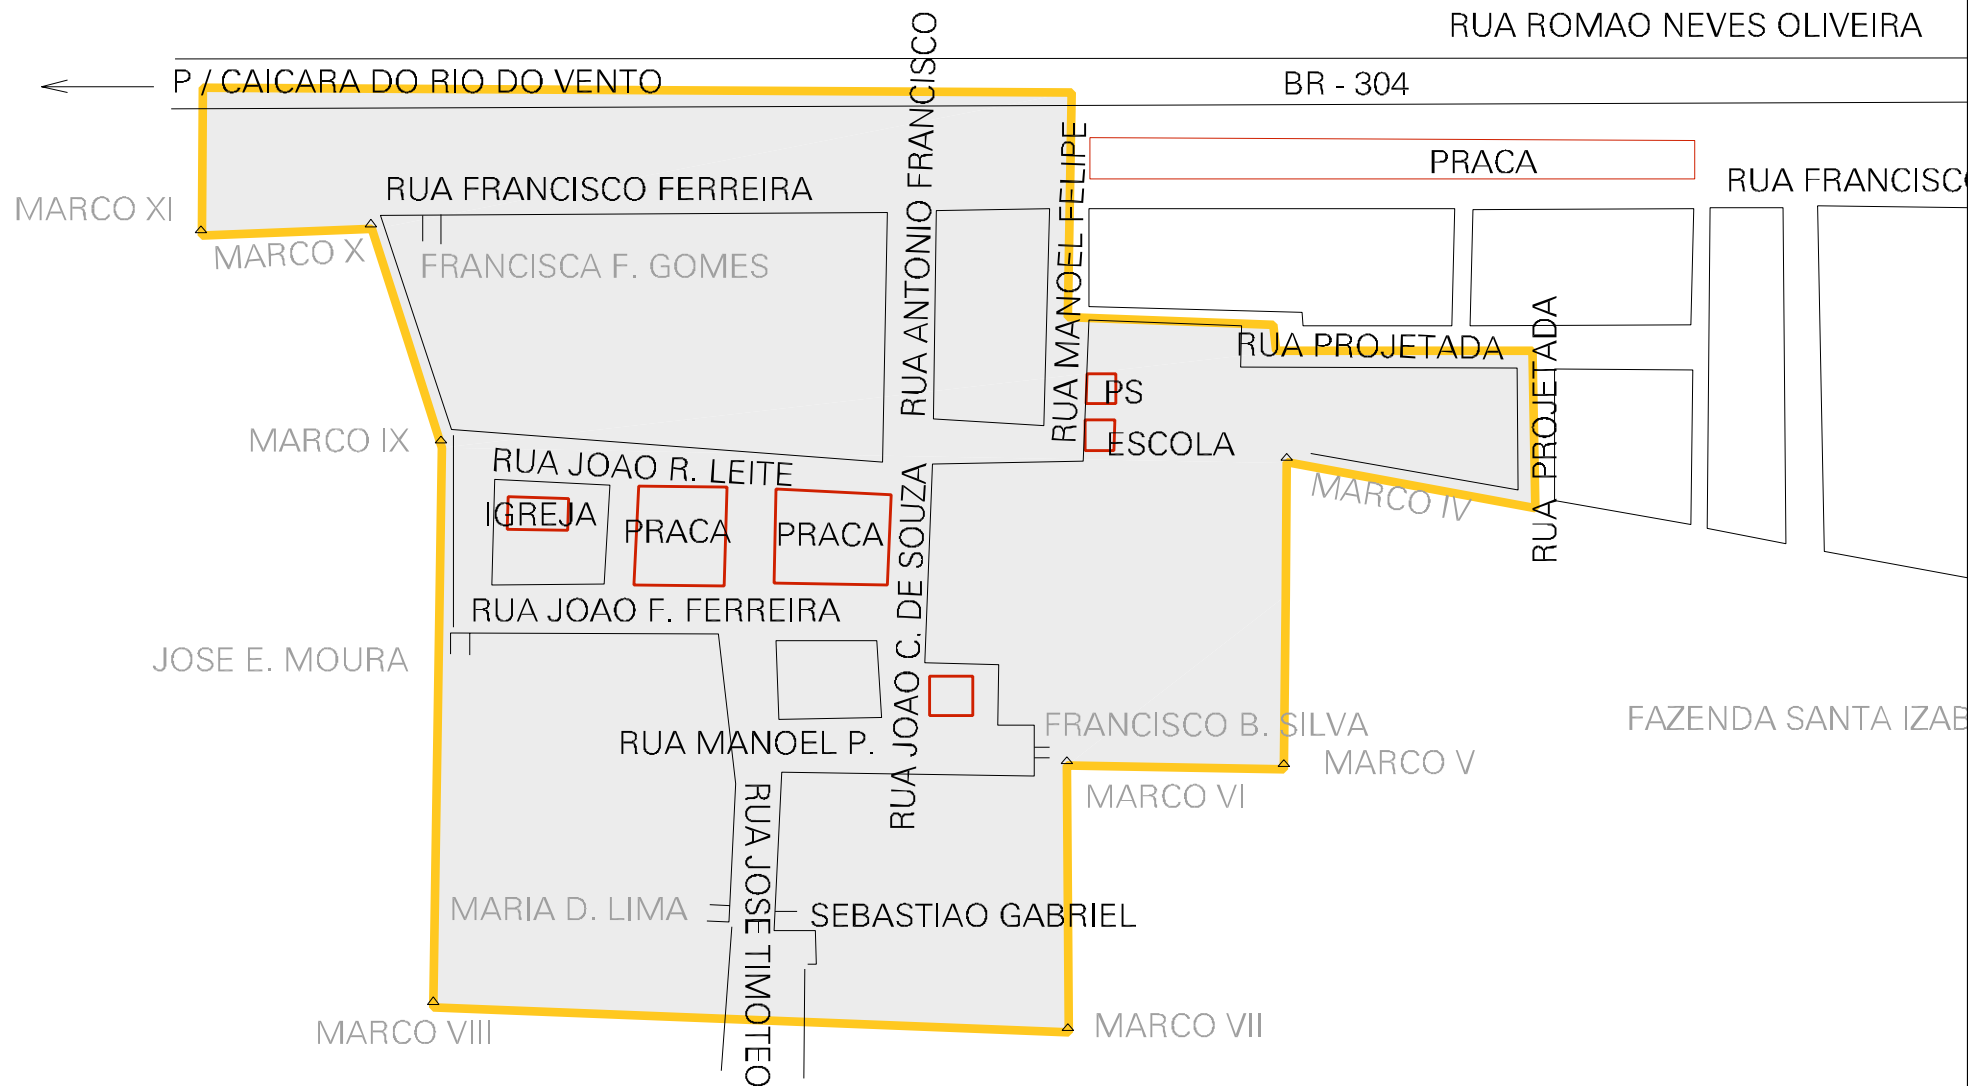 RUA ROMAO NEVES OLIVEIRA
P / CAICARA DO RIO DO VENTO
BR - 304
RUA ANTONIO FRANCISCO
RUA MANOEL FELIPE
PRACA
RUA FRANCISCO FERREIRA
RUA FRANCISC
MARCO XI
MARCO X
FRANCISCA F. GOMES
RUA PROJETADA
RUA PROJETADA
PS
ESCOLA
MARCO IX
RUA JOAO R. LEITE
MARCO IV
IGREJA
PRACA
PRACA
RUA JOAO C. DE SOUZA
RUA JOAO F. FERREIRA
JOSE E. MOURA
FRANCISCO B. SILVA
FAZENDA SANTA IZAB
RUA MANOEL P.
MARCO V
MARCO VI
RUA JOSE TIMOTEO
MARIA D. LIMA
SEBASTIAO GABRIEL
MARCO VIII
MARCO VII